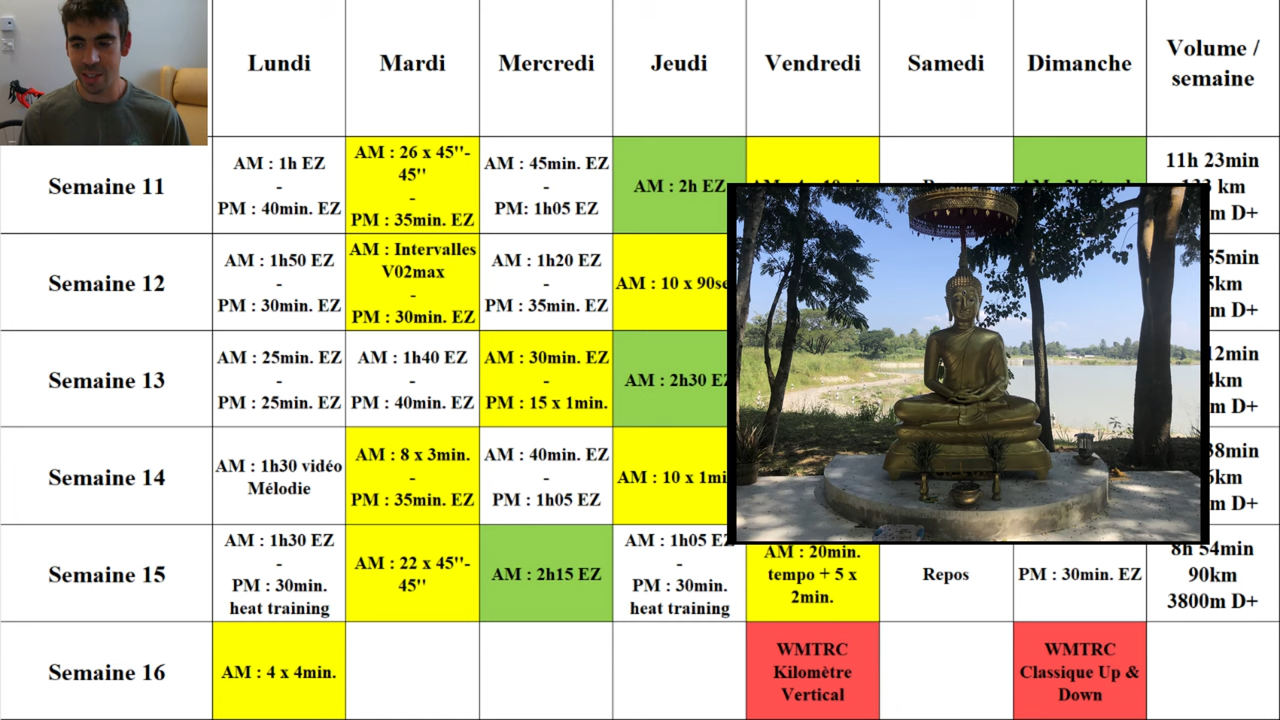 Lundi
Mardi
Mercredi
Jeudi
Vendredi
Samedi
Dimanche
Volume /
semaine
Semaine 11
AM : 1h EZ
-
PM : 40min. EZ
AM : 26 x 45''-
45''
-
PM : 35min. EZ
AM : 45min. EZ
-
PM: 1h05 EZ
AM : 2h EZ
11h 23min
km
m D+
Semaine 12
AM : 1h50 EZ
-
PM : 30min. EZ
AM : Intervalles
V02max
-
PM : 30min. EZ
AM : 1h20 EZ
-
PM : 35min. EZ
AM : 10 x
55min
5km
m D+
Semaine 13
AM : 25min. EZ
-
PM : 25min. EZ
AM : 1h40 EZ
-
PM : 40min. EZ
AM : 30min. EZ
-
PM : 15 x 1min.
AM : 2h30
12min
4km
m D+
Semaine 14
AM : 1h30 vidéo
Mélodie
AM : 8 x 3min.
-
PM : 35min. EZ
AM : 40min. EZ
-
PM : 1h05 EZ
AM : 10 x
38min
6km
m D+
Semaine 15
AM : 1h30 EZ
-
PM : 30min.
heat training
AM : 22 x 45''-
45''
AM : 2h15 EZ
AM : 1h05 EZ
-
PM : 30min.
heat training
AM : 20min.
tempo + 5 x
2min.
Repos
PM : 30min. EZ
8h 54min
90km
3800m D+
Semaine 16
AM : 4 x 4min.
WMTRC
Kilomètre
Vertical
WMTRC
Classique Up &
Down